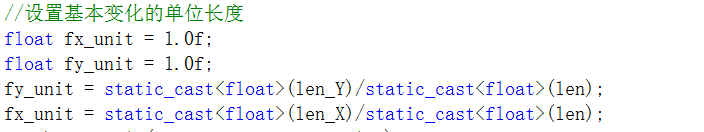 //设置基本变化的单位长度
float fx_unit = 1.0f;
float fy_unit = 1.0f;
fy_unit = static_cast<float>(len_Y)/static_cast<float>(len);
fx_unit = static_cast<float>(len_X)/static_cast<float>(len);